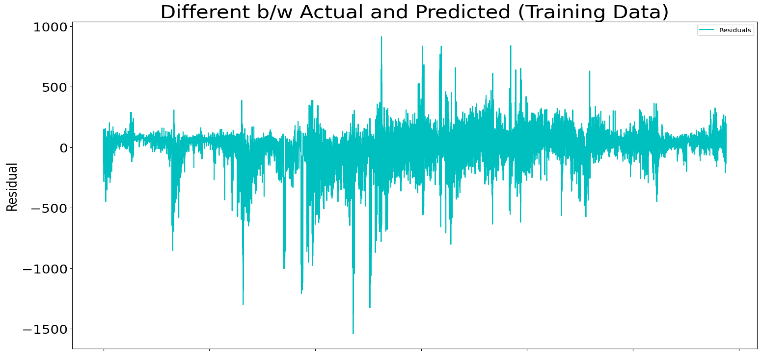 Different b/w Actual and Predicted (Training Data)
Residuals
1000
500
0
−500
−1000
−1500
Residual